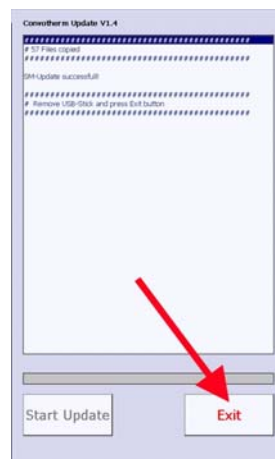 Convotherm Update V1.4
####################################
# 57 Files copied
####################################
SM-Update successfull!
####################################
# Remove USB-Stick and press Exit button
####################################
Start Update
Exit